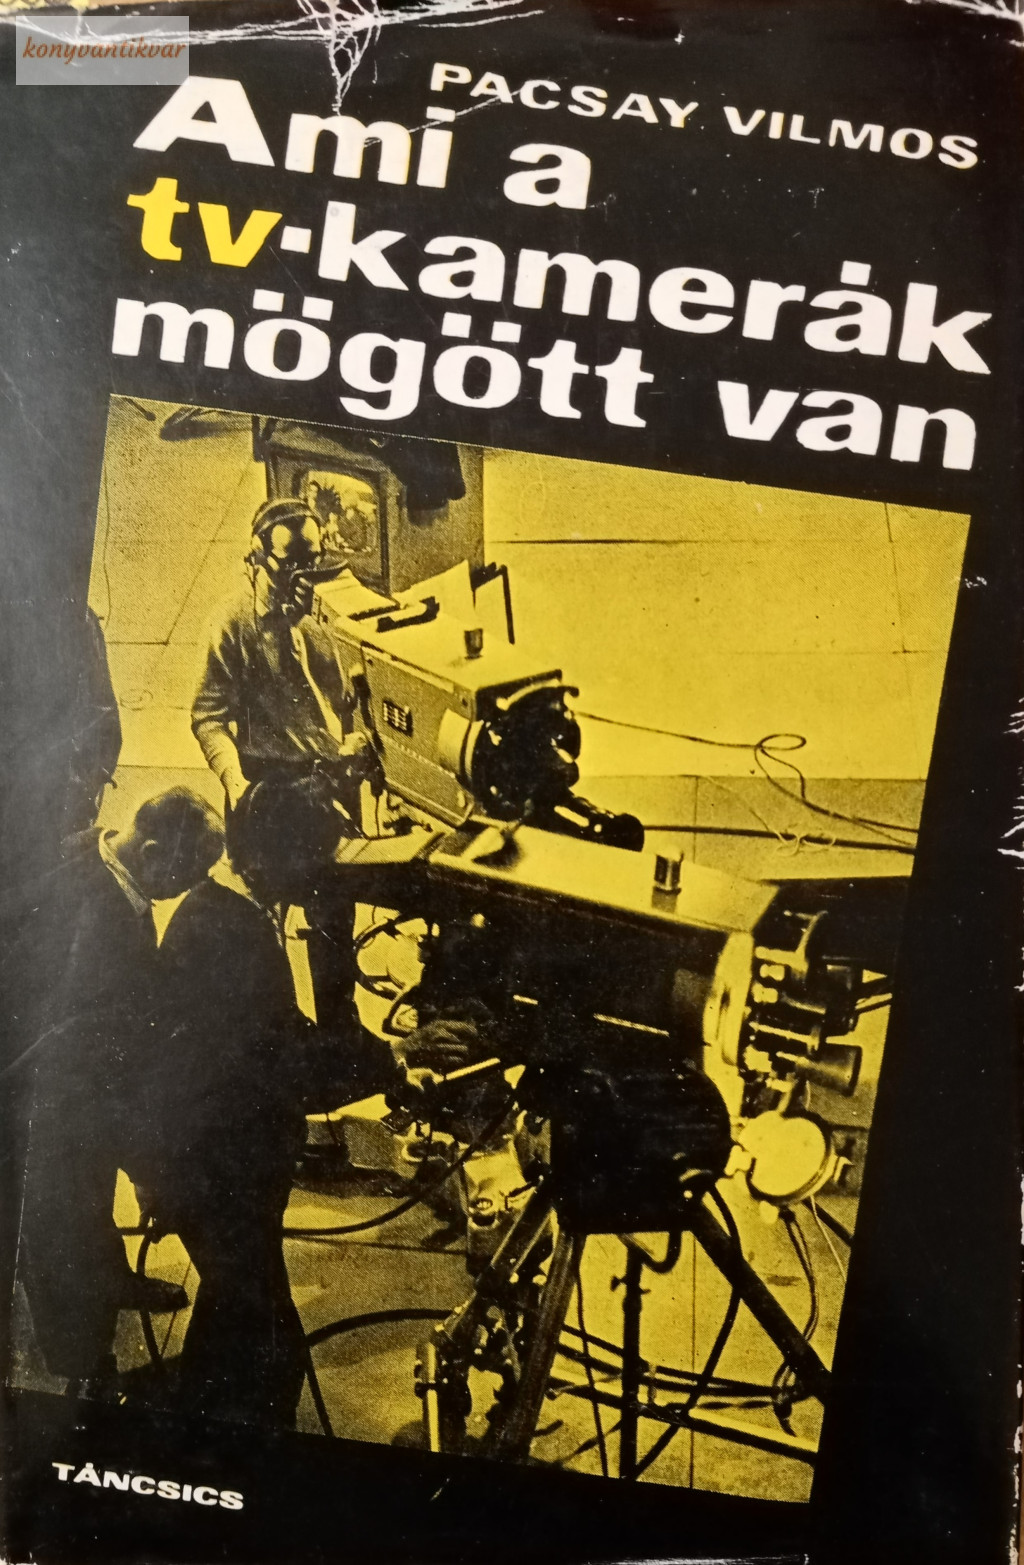 konyvantikvar
PACSAY VILMOS
Ami a
tv-kamerák
mögött van
TÁNCSICS